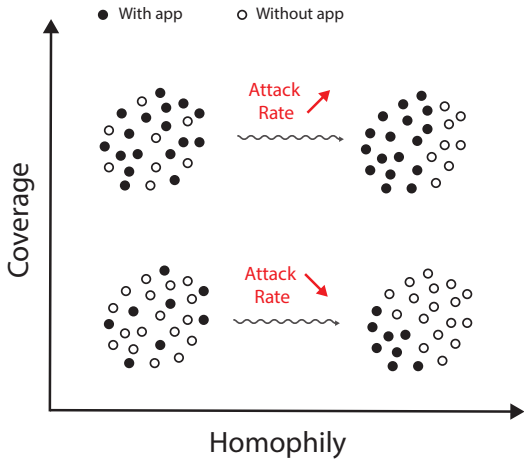 With app
Without app
Attack
Rate
Coverage
Attack
Rate
Homophily